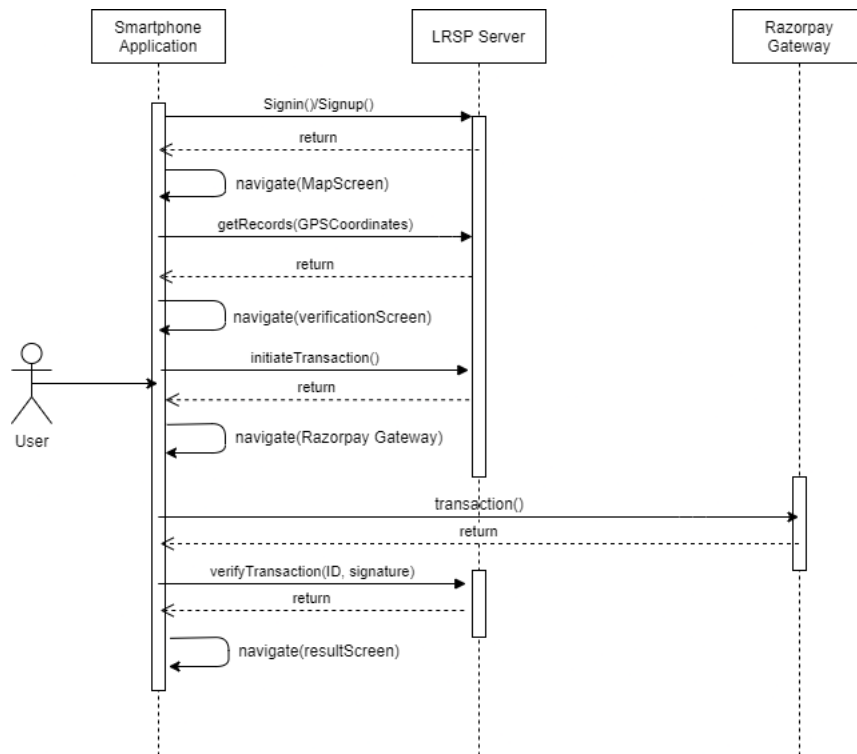 Smartphone
Application
LRSP Server
Razorpay
Gateway
Signin()/Signup()
return
navigate(MapScreen)
getRecords(GPSCoordinates)
return
navigate(verificationScreen)
initiateTransaction()
return
User
navigate(Razorpay Gateway)
transaction()
return
verifyTransaction(ID, signature)
return
navigate(resultScreen)